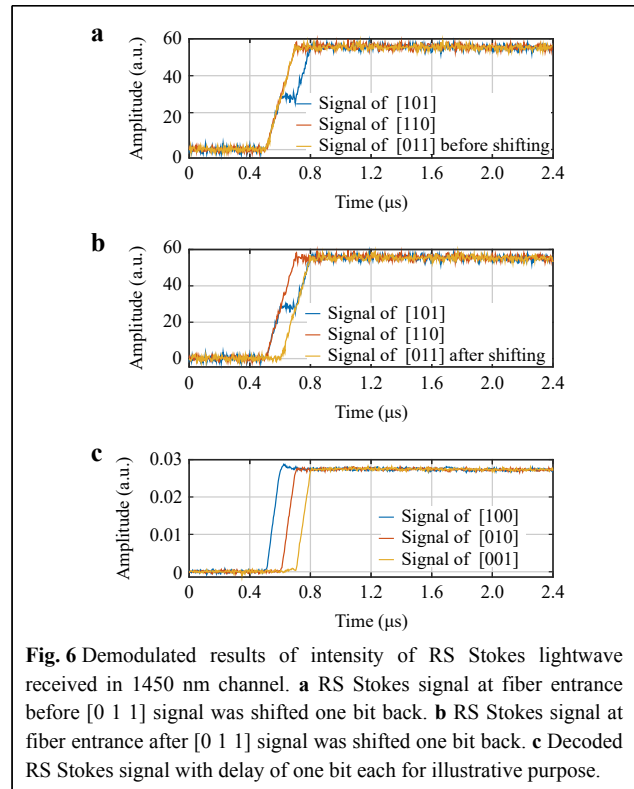 a
60
40
20
0
Amplitude (a.u.)
Signal of [101]
Signal of [110]
Signal of [011] before shifting
0 0.4 0.8 1.2 1.6 2.0 2.4
Time (μs)
b
60
40
20
0
Amplitude (a.u.)
Signal of [101]
Signal of [110]
Signal of [011] after shifting
0 0.4 0.8 1.2 1.6 2.0 2.4
Time (μs)
c
0.03
0.02
0.01
0
Amplitude (a.u.)
Signal of [100]
Signal of [010]
Signal of [001]
0 0.4 0.8 1.2 1.6 2.0 2.4
Time (μs)
Fig. 6 Demodulated results of intensity of RS Stokes lightwave
received in 1450 nm channel. a RS Stokes signal at fiber entrance
before [0 1 1] signal was shifted one bit back. b RS Stokes signal at
fiber entrance after [0 1 1] signal was shifted one bit back. c Decoded
RS Stokes signal with delay of one bit each for illustrative purpose.